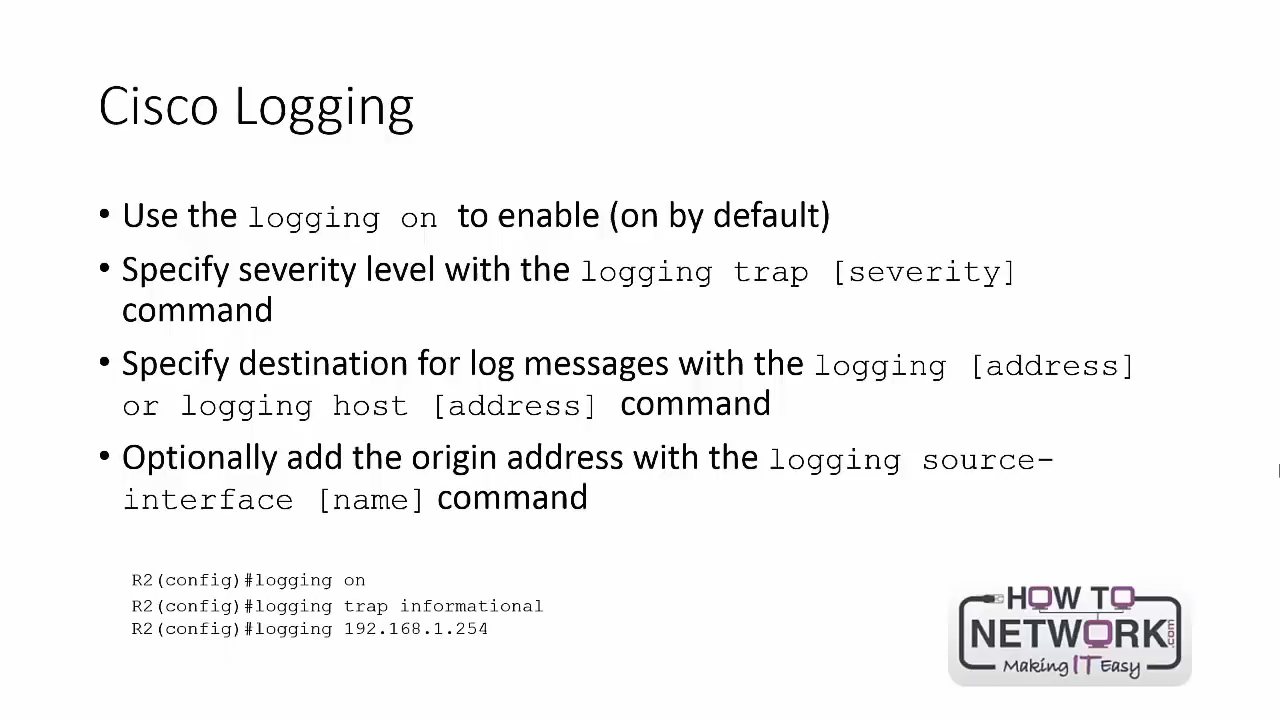 Cisco Logging
• Use the logging on to enable (on by default)
• Specify severity level with the logging trap [severity]
command
• Specify destination for log messages with the logging [address]
or logging host [address] command
• Optionally add the origin address with the logging source-
interface [name] command
R2(config)#logging on
R2(config)#logging trap informational
R2(config)#logging 192.168.1.254
HOW TO
NETWORK.com
Making IT Easy